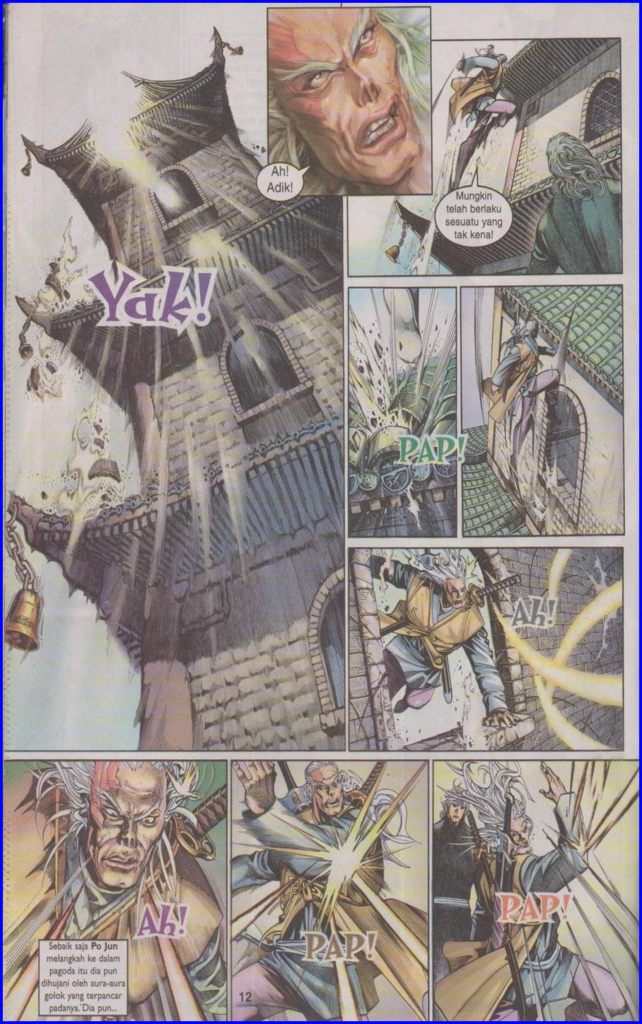 Ah!
Adik!
Mungkin
telah berlaku
sesuatu yang
tak kena!
Yak!
PAP!
Ah!
Ah!
Sebaik saja Po Jun
melangkah ke dalam
pagoda itu dia pun
dihujani oleh aura-aura
golok yang terpancar
padanya. Dia pun...
PAP!
PAP!
12